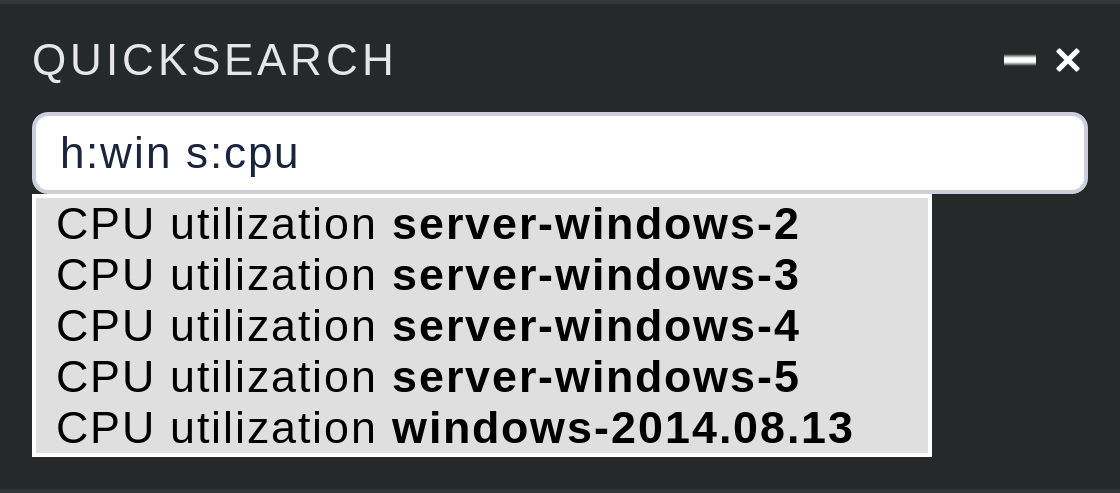 QUICKSEARCH
h:win s:cpu
CPU utilization server-windows-2
CPU utilization server-windows-3
CPU utilization server-windows-4
CPU utilization server-windows-5
CPU utilization windows-2014.08.13